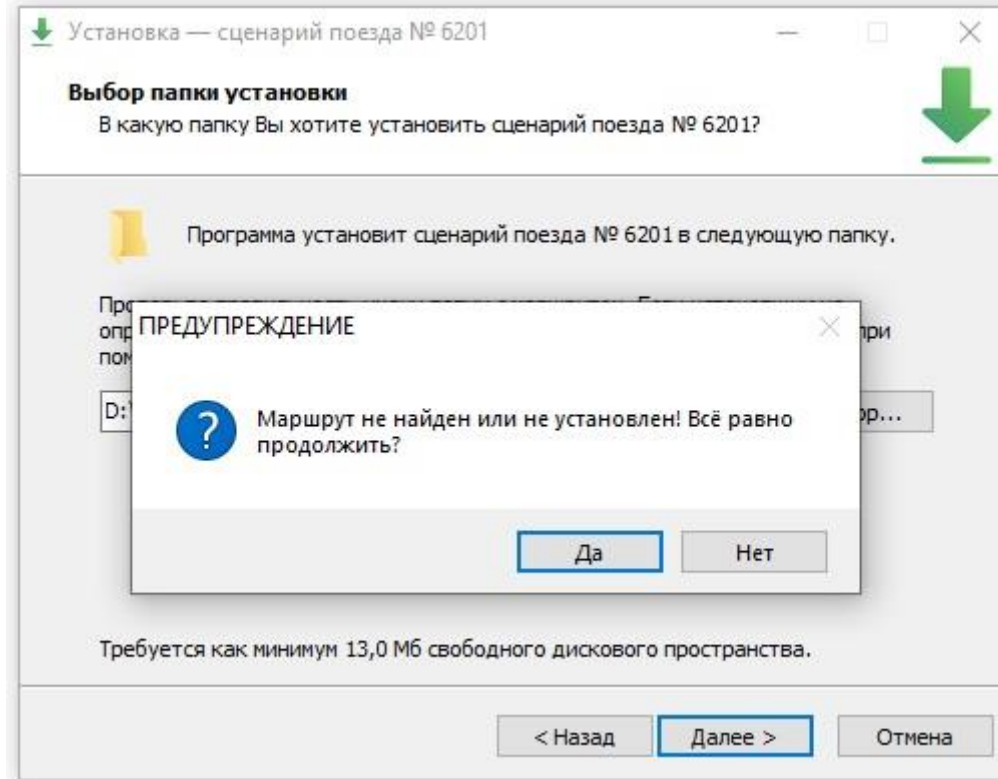 Установка — сценарий поезда № 6201
Выбор папки установки
В какую папку Вы хотите установить сценарий поезда № 6201?
Программа установит сценарий поезда № 6201 в следующую папку.
при
D:\
ПРЕДУПРЕЖДЕНИЕ
Маршрут не найден или не установлен! Всё равно
продолжить?
Да Нет
Требуется как минимум 13,0 Мб свободного дискового пространства.
< Назад Далее > Отмена